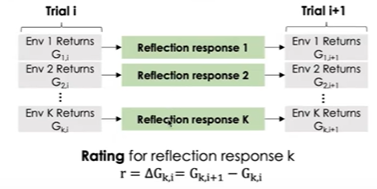 Trial i
Trial i+1
Env 1 Returns
G₁,ᵢ
Reflection response 1
Env 1 Returns
G₁,ᵢ₊₁
Env 2 Returns
G₂,ᵢ
Reflection response 2
Env 2 Returns
G₂,ᵢ₊₁
⋮
⋮
Env K Returns
Gₖ,ᵢ
Reflection response K
Env K Returns
Gₖ,ᵢ₊₁
Rating for reflection response k
r = ΔGₖ,ᵢ= Gₖ,ᵢ₊₁ − Gₖ,ᵢ